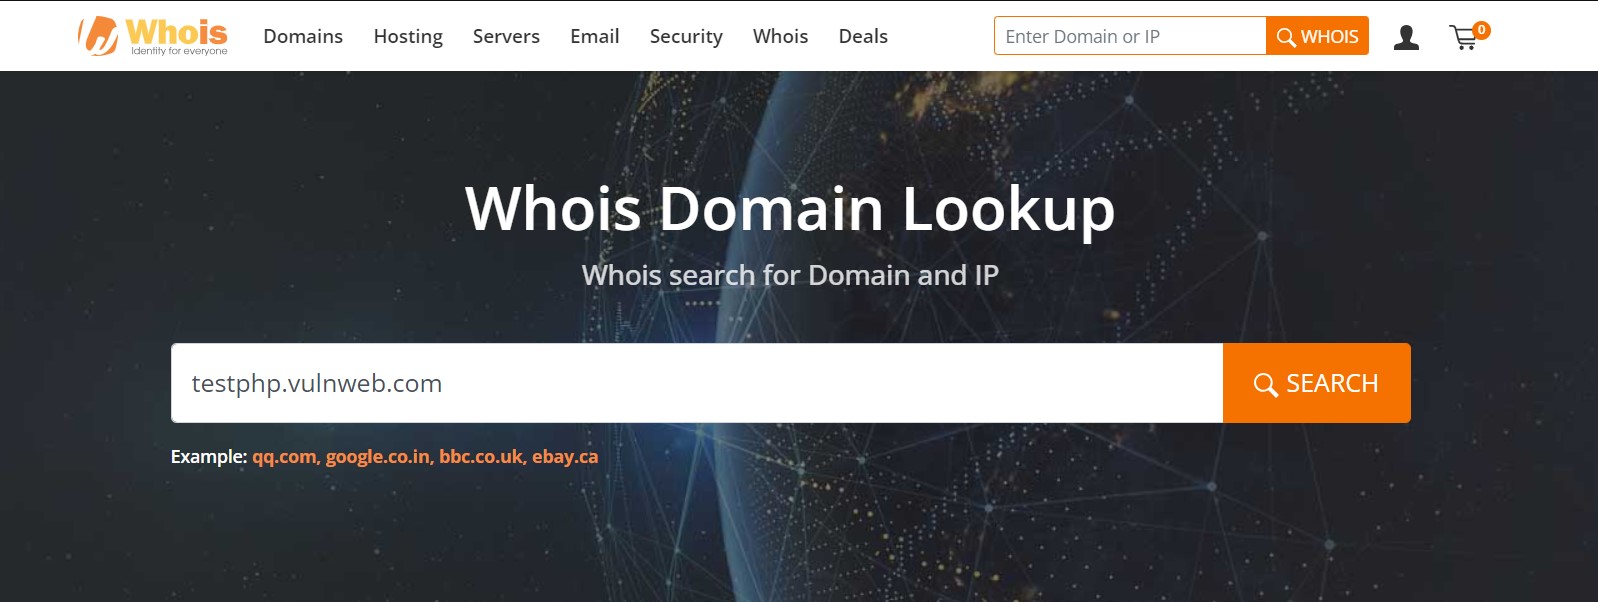 Whois
Identity for everyone
Domains Hosting Servers Email Security Whois Deals
Enter Domain or IP
WHOIS
0
Whois Domain Lookup
Whois search for Domain and IP
testphp.vulnweb.com
SEARCH
Example: qq.com, google.co.in, bbc.co.uk, ebay.ca